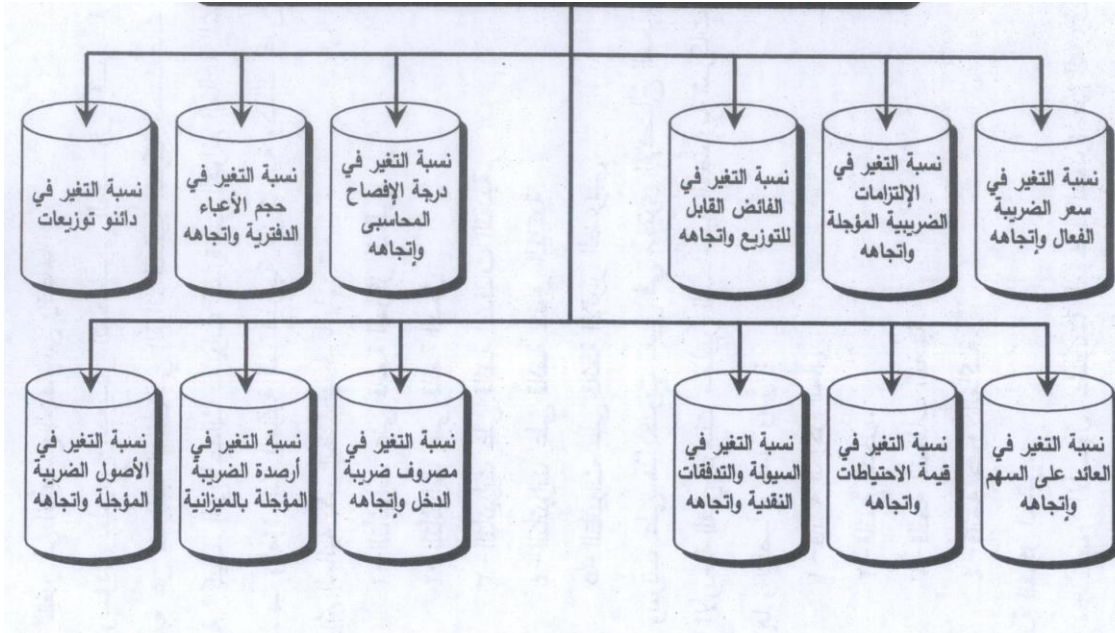 نسبة التغير في
سعر الضريبة
الفعال وإتجاهه
نسبة التغير في
الإلتزامات
الضريبية المؤجلة
واتجاهه
نسبة التغير في
الفائض القابل
للتوزيع واتجاهه
نسبة التغير في
درجة الإفصاح
المحاسبى
وإتجاهه
نسبة التغير في
حجم الأعباء
الدفترية واتجاهه
نسبة التغير في
دائنو توزيعات
نسبة التغير في
العائد على السهم
وإتجاهه
نسبة التغير في
قيمة الاحتياطات
واتجاهه
نسبة التغير في
السيولة والتدفقات
النقدية واتجاهه
نسبة التغير في
مصروف ضريبة
الدخل وإتجاهه
نسبة التغير في
أرصدة الضريبة
المؤجلة بالميزانية
نسبة التغير في
الأصول الضريبة
المؤجلة واتجاهه